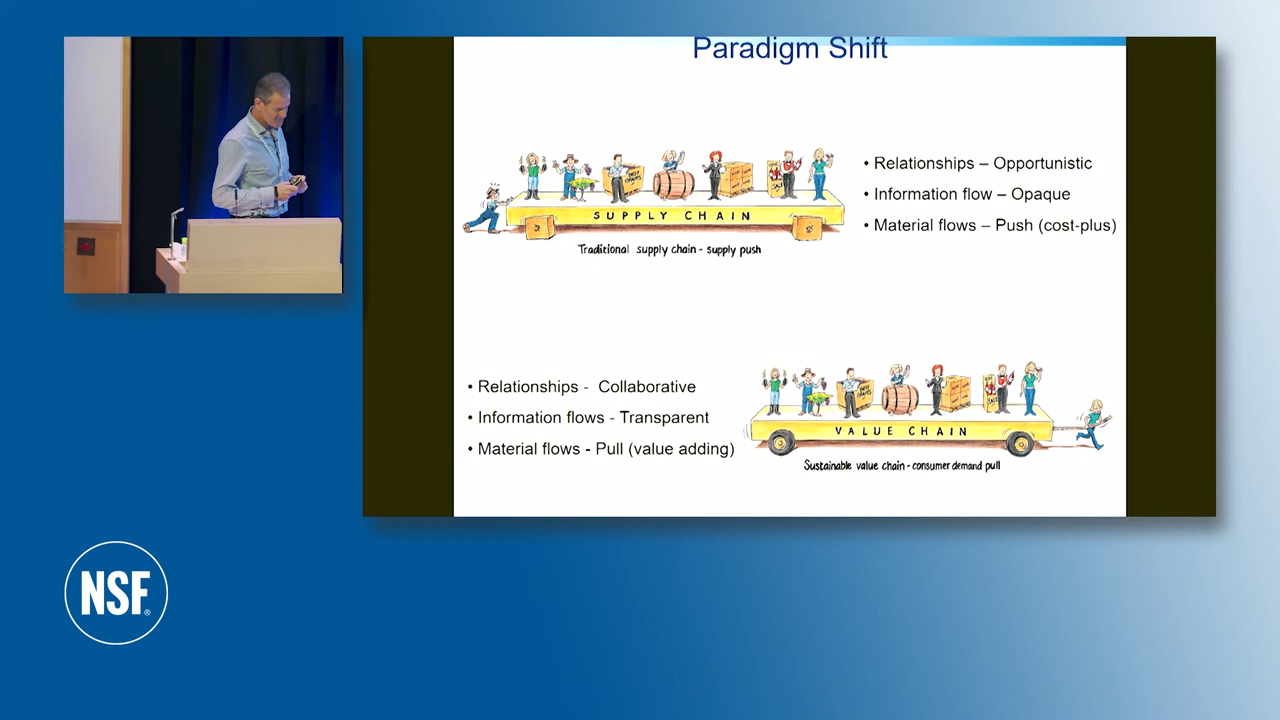 Paradigm Shift
SUPPLY CHAIN
Traditional supply chain - supply push
• Relationships – Opportunistic
• Information flow – Opaque
• Material flows – Push (cost-plus)
• Relationships - Collaborative
• Information flows - Transparent
• Material flows - Pull (value adding)
VALUE CHAIN
Sustainable value chain - consumer demand pull
NSF®